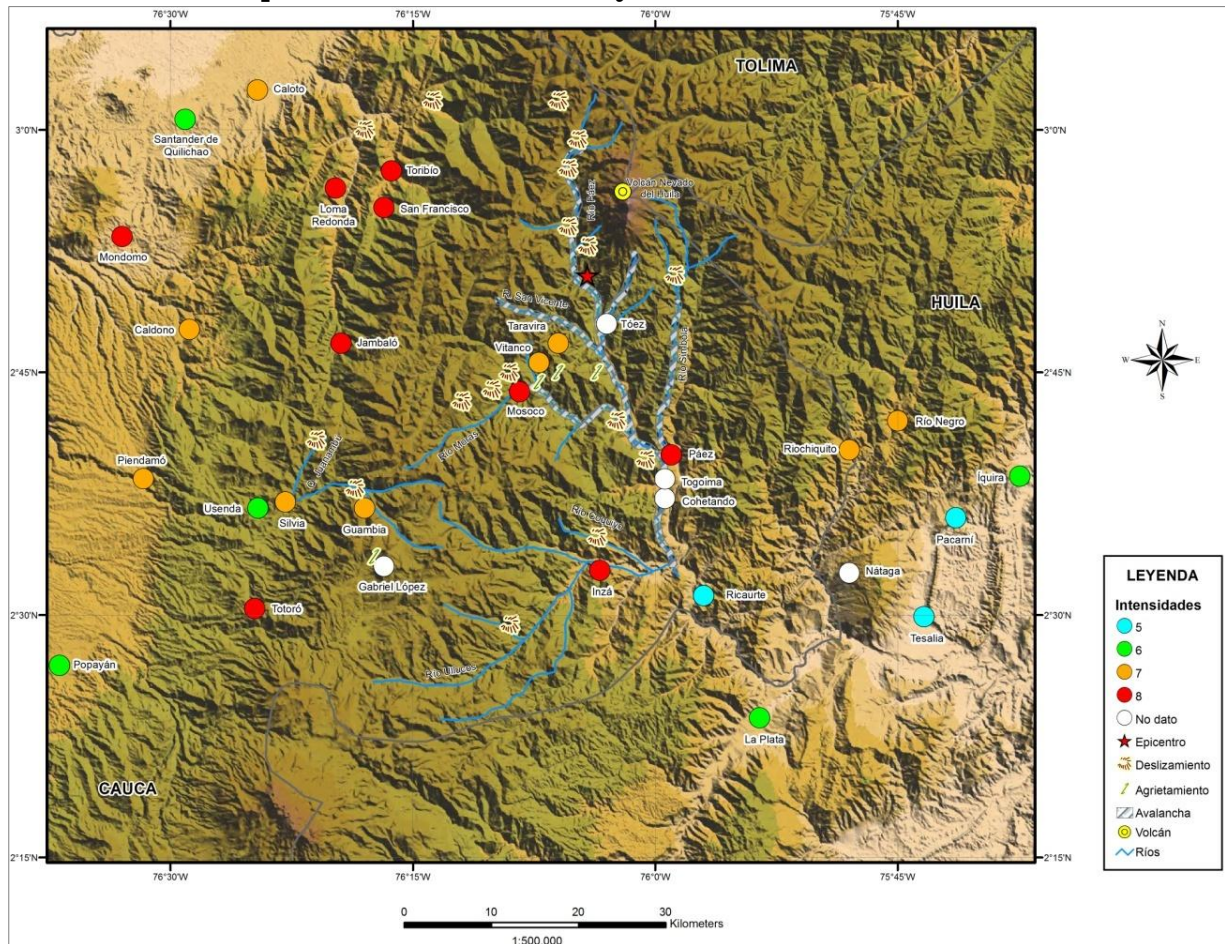 76°30'W
76°15'W
76°0'W
75°45'W
TOLIMA
Caloto
Santander de
Quilichao
3°0'N
3°0'N
Toribío
Loma
Redonda
San Francisco
Volcán Nevado
del Huila
Río Páez
Mondomo
HUILA
R. San Vicente
Caldono
Jambaló
Taravira
Tóez
Vitanco
Río Simbola
N
W
E
S
2°45'N
2°45'N
Mosoco
Río Moras
Río Negro
Riochiquito
Páez
Piendamó
Togoima
Íquira
Cohetando
Usenda
Silvia
Guambia
Pacarní
Gabriel López
Inzá
Nátaga
Ricaurte
Totoró
2°30'N
2°30'N
Tesalia
Popayán
Río Ullucos
La Plata
CAUCA
2°15'N
2°15'N
76°30'W
76°15'W
76°0'W
75°45'W
LEYENDA
Intensidades
5
6
7
8
No dato
Epicentro
Deslizamiento
Agrietamiento
Avalancha
Volcán
Ríos
0
10
20
30
Kilometers
1:500.000